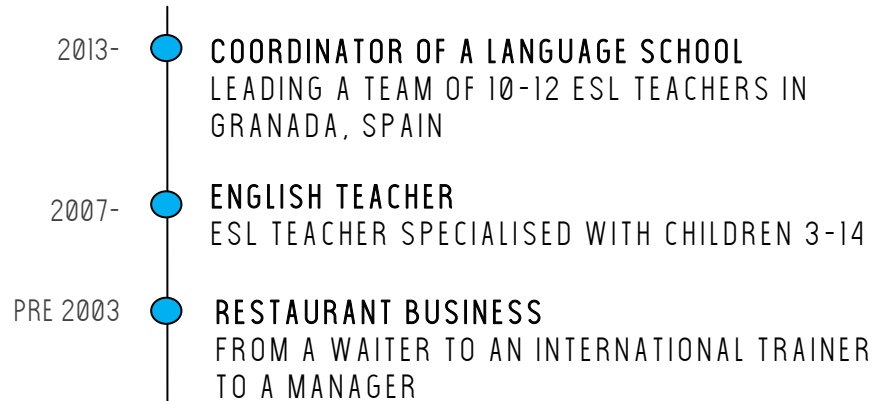 2013-
COORDINATOR OF A LANGUAGE SCHOOL
LEADING A TEAM OF 10-12 ESL TEACHERS IN
GRANADA, SPAIN
2007-
ENGLISH TEACHER
ESL TEACHER SPECIALISED WITH CHILDREN 3-14
PRE 2003
RESTAURANT BUSINESS
FROM A WAITER TO AN INTERNATIONAL TRAINER
TO A MANAGER